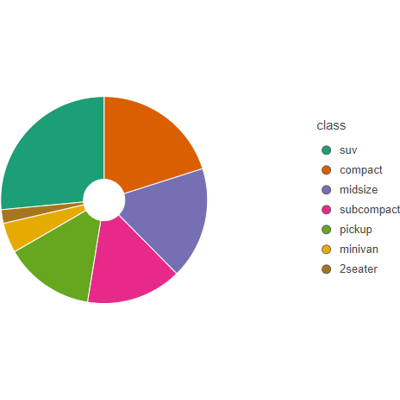 class
suv
compact
midsize
subcompact
pickup
minivan
2seater